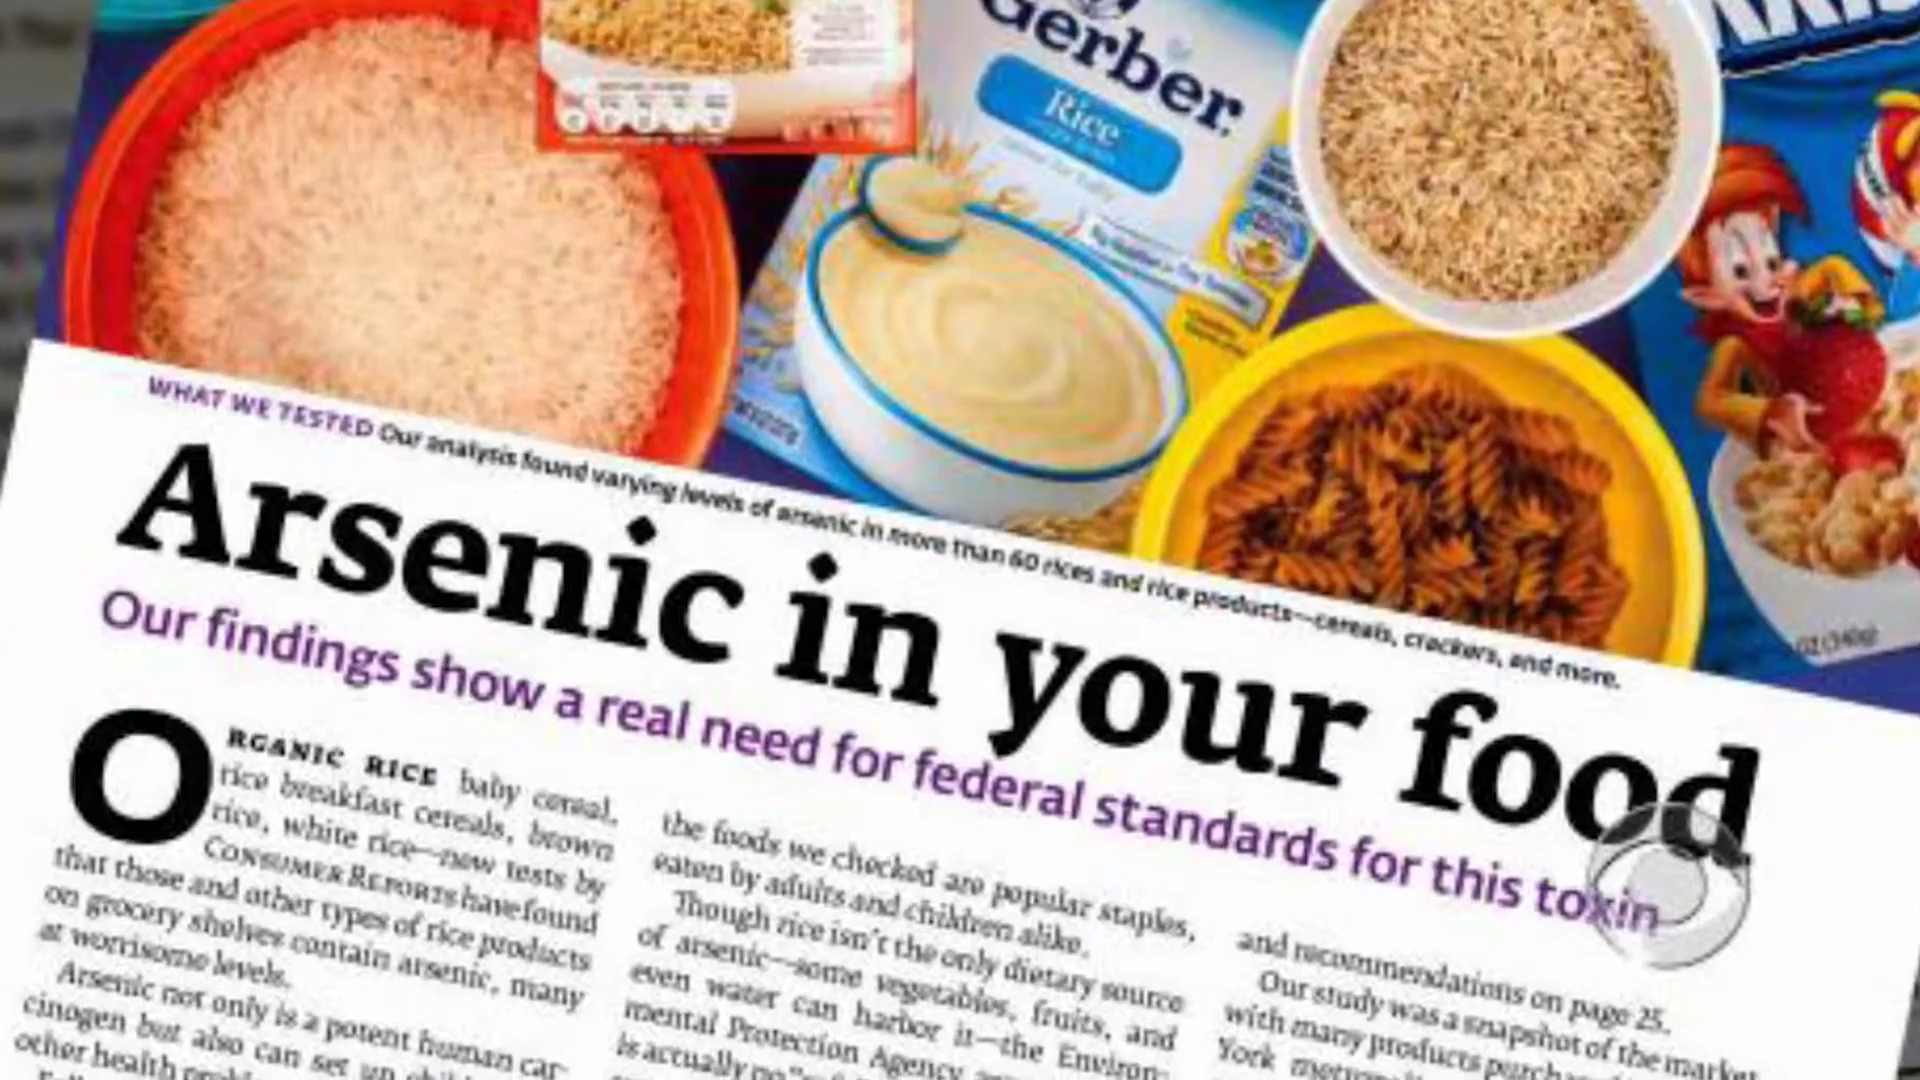 Gerber.
Rice
WHAT WE TESTED Our analysis found varying levels of arsenic in more than 60 rices and rice products—cereals, crackers, and more.
Arsenic in your food
Our findings show a real need for federal standards for this toxin
ORGANIC RICE baby cereal,
rice breakfast cereals, brown
rice, white rice—new tests by
CONSUMER REPORTS have found
that those and other types of rice products
on grocery shelves contain arsenic, many
at worrisome levels.
Arsenic not only is a potent human car-
cinogen but also can set up
other health
the foods we checked are popular staples,
eaten by adults and children alike.
Though rice isn't the only dietary source
of arsenic—some vegetables, fruits, and
even water can harbor it—the Environ-
mental Protection Agency
is actually no
and recommendations on page 25.
Our study was a snapshot of the market
with many products
York